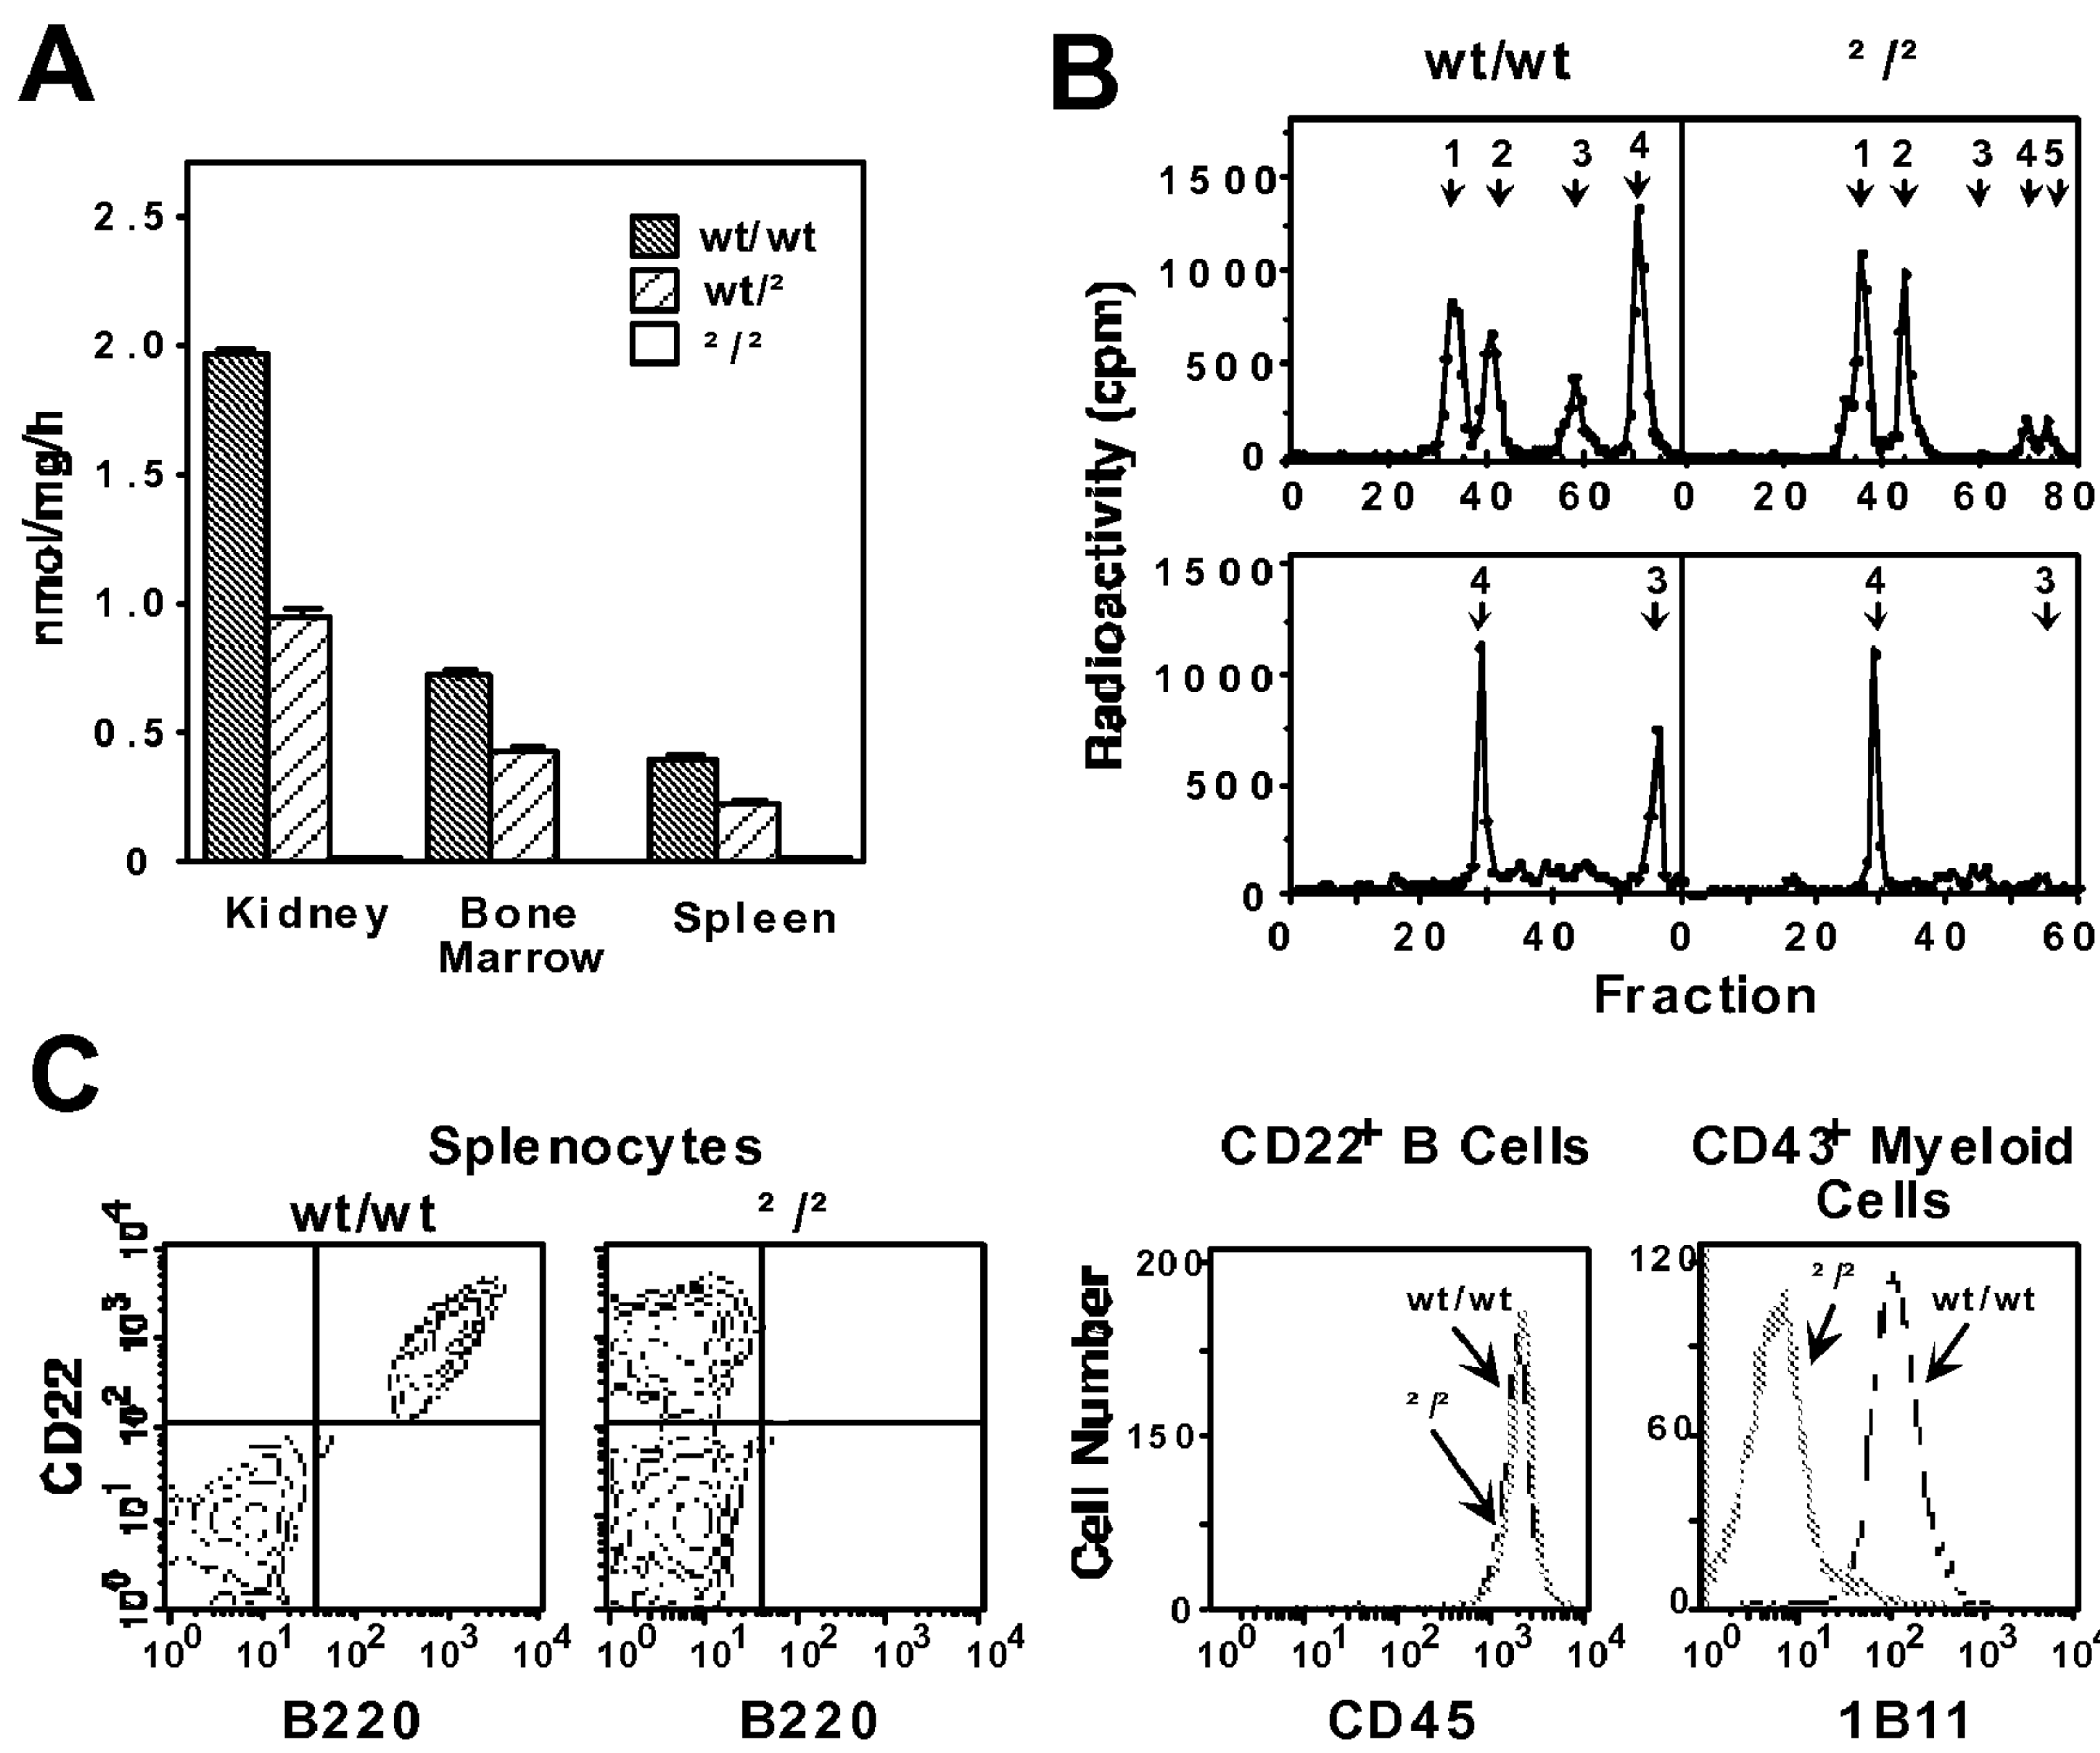 A
2.5
2.0
1.5
1.0
0.5
0
nmol/mg/h
wt/wt
wt/²
²/²
Kidney
Bone
Marrow
Spleen
B
wt/wt
² /²
1 2 3 4
1 2 3 4 5
1500
1000
500
0
0 20 40 60 0 20 40 60 80
Radioactivity (cpm)
4 3
4 3
1500
1000
500
0
0 20 40 0 20 40 60
Fraction
C
Splenocytes
wt/wt
² /²
CD22
10⁴
10³
10²
10¹
10⁰
10⁰ 10¹ 10² 10³ 10⁴
B220
10⁰ 10¹ 10² 10³ 10⁴
B220
CD22+ B Cells
Cell Number
200
150
0
wt/wt
² /²
10⁰ 10¹ 10² 10³ 10⁴
CD45
CD43+ Myeloid
Cells
120
60
0
² /²
wt/wt
10⁰ 10¹ 10² 10³ 10⁴
1B11